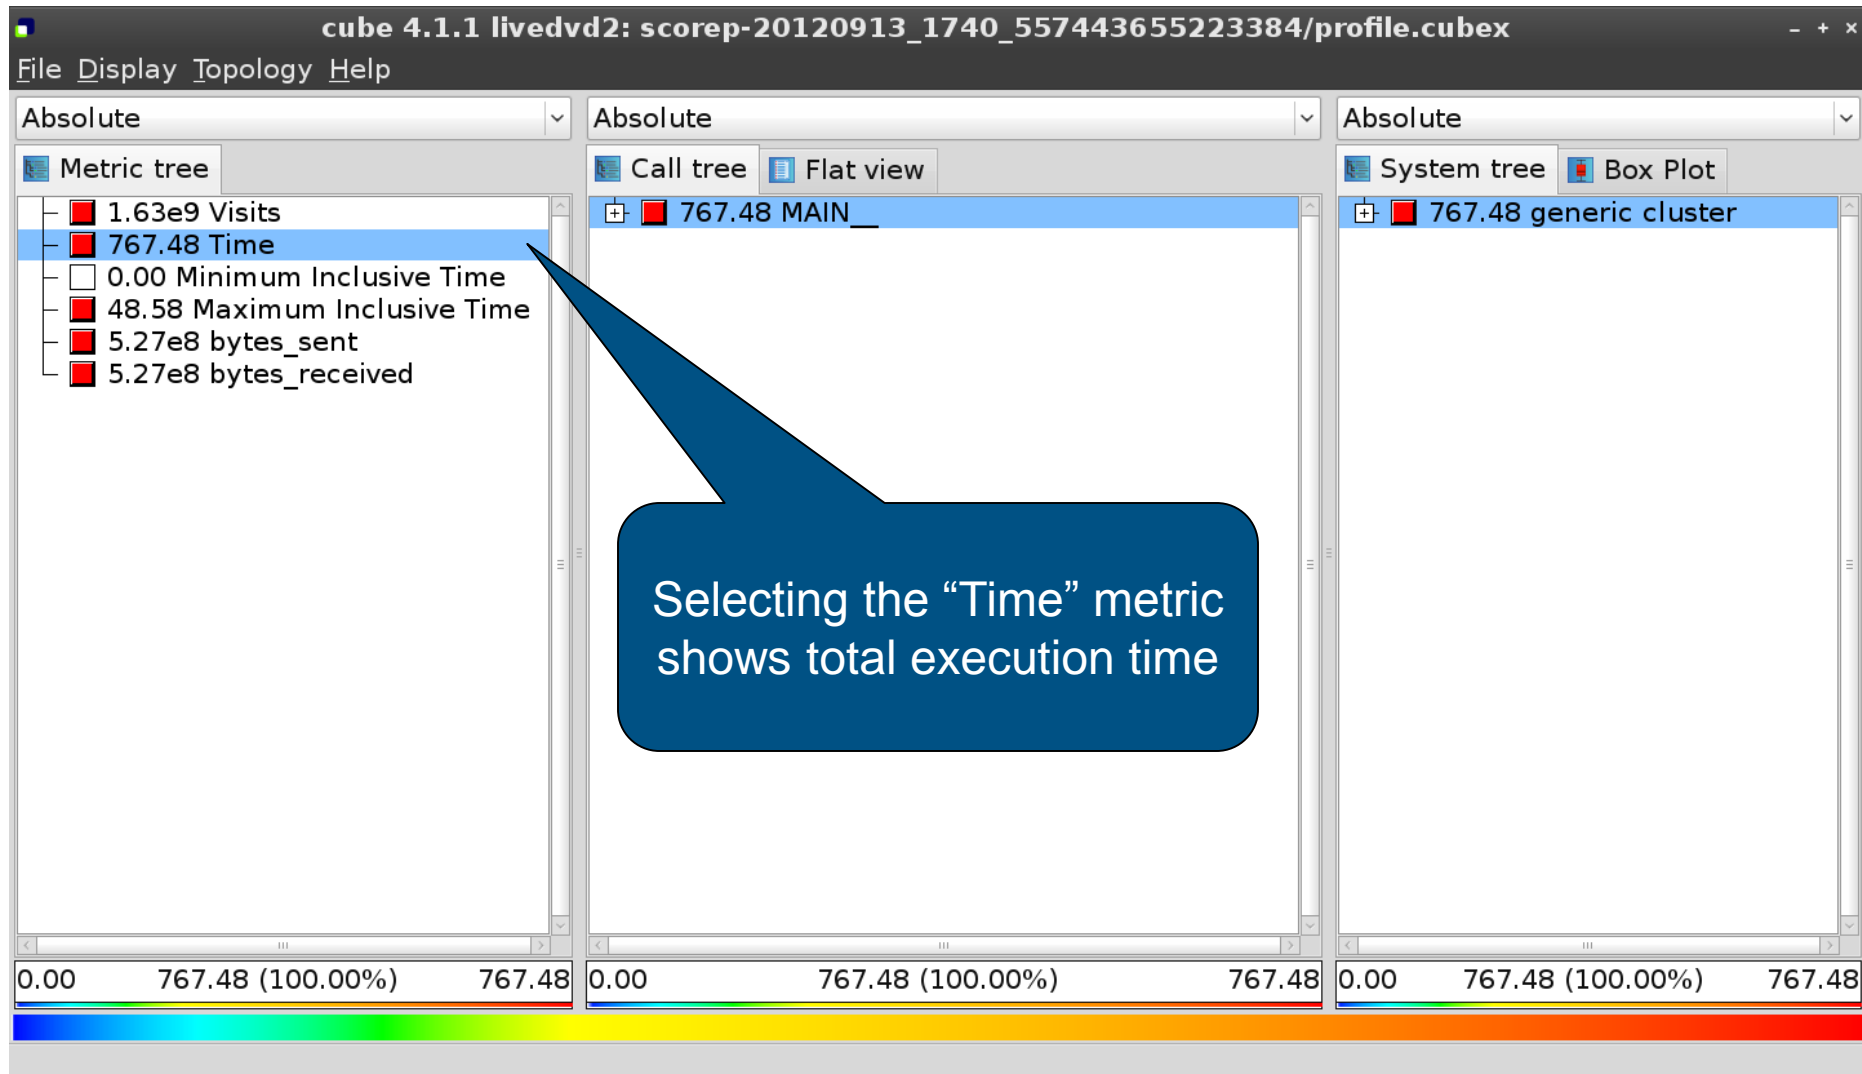 cube 4.1.1 livedvd2: scorep-20120913_1740_557443655223384/profile.cubex
File Display Topology Help
Absolute
Metric tree
1.63e9 Visits
767.48 Time
0.00 Minimum Inclusive Time
48.58 Maximum Inclusive Time
5.27e8 bytes_sent
5.27e8 bytes_received
0.00 767.48 (100.00%) 767.48
Absolute
Call tree Flat view
767.48 MAIN__
Selecting the “Time” metric
shows total execution time
0.00 767.48 (100.00%) 767.48
Absolute
System tree Box Plot
767.48 generic cluster
0.00 767.48 (100.00%) 767.48